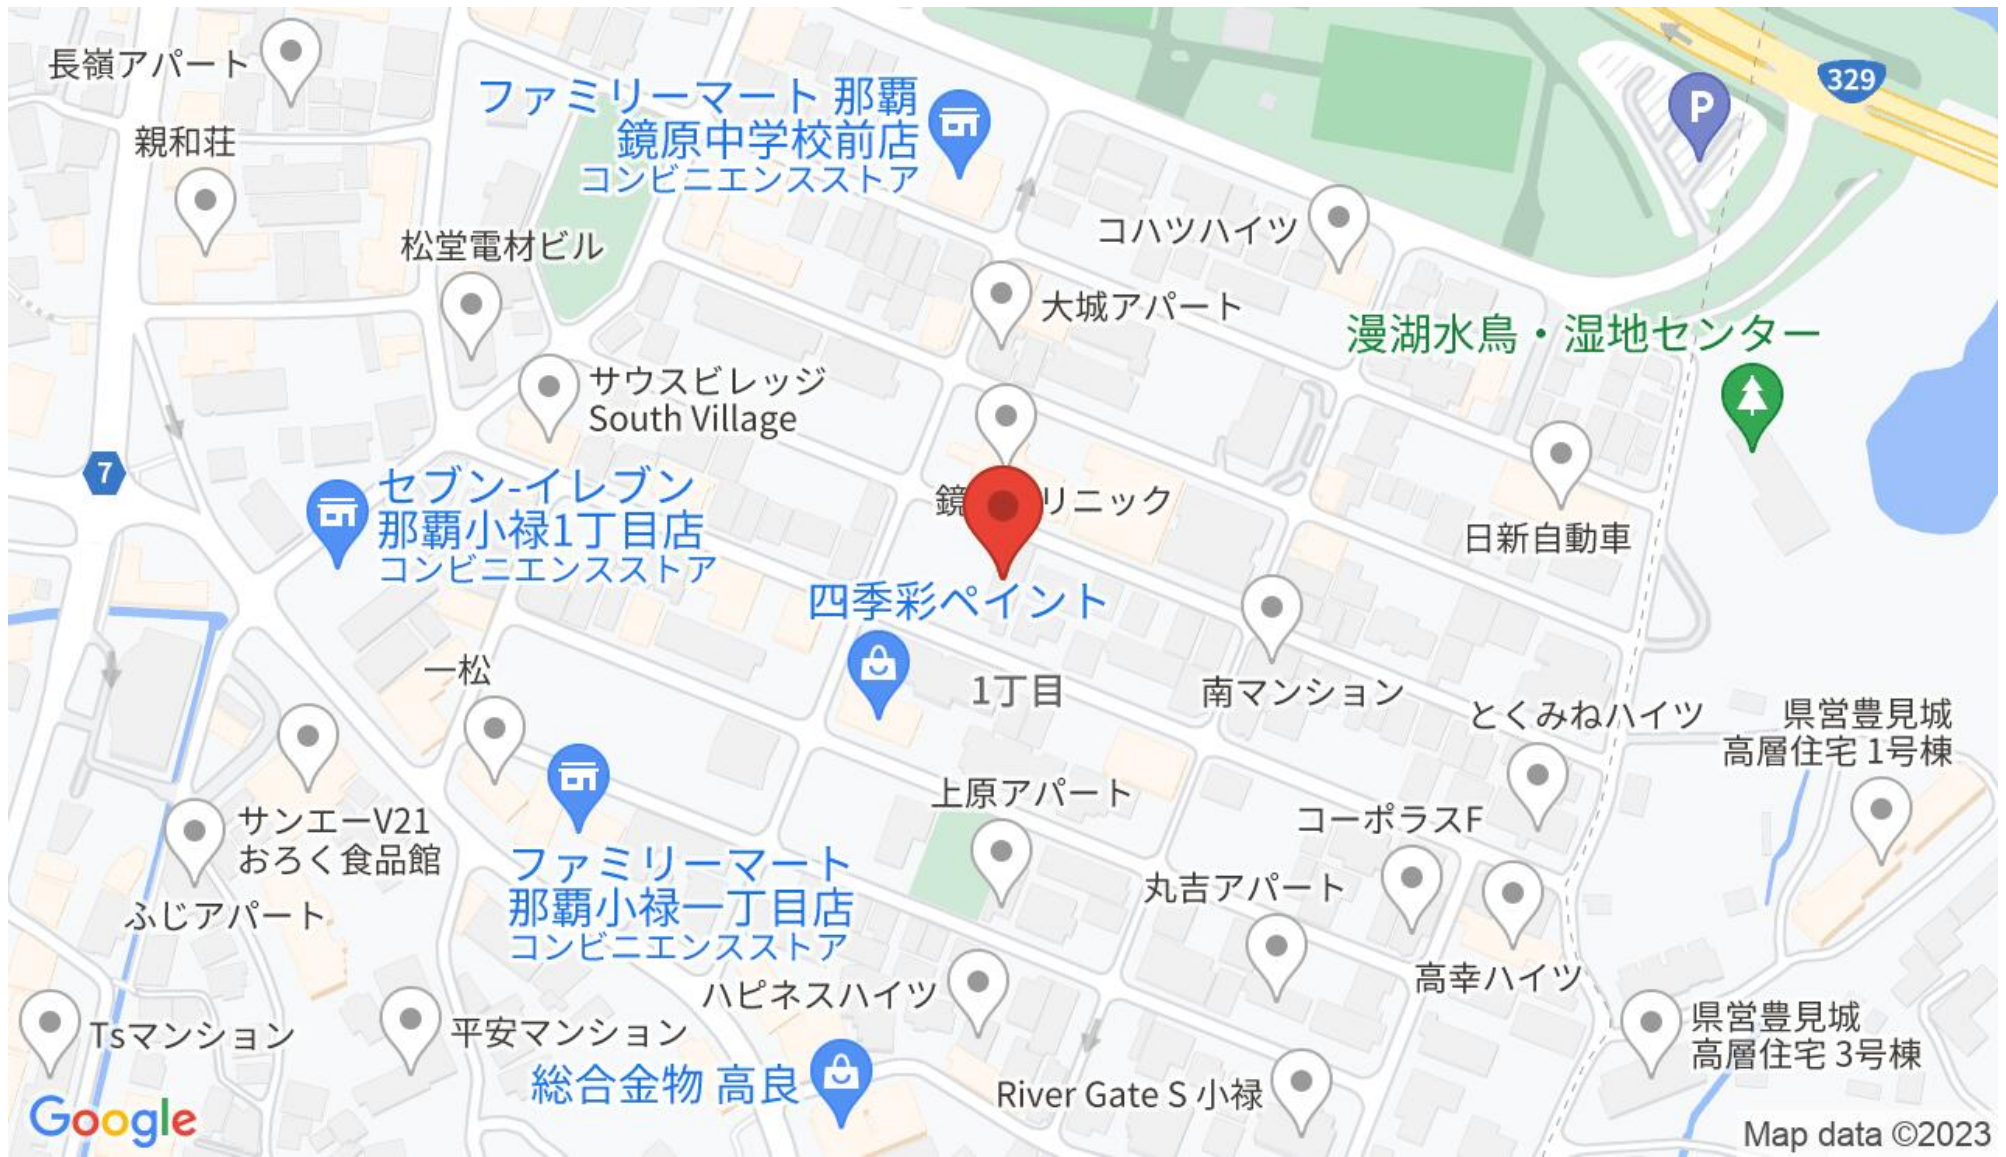 長嶺アパート
親和荘
ファミリーマート 那覇
鏡原中学校前店
コンビニエンスストア
329
P
コハツハイツ
松堂電材ビル
大城アパート
漫湖水鳥・湿地センター
サウスビレッジ
South Village
7
セブン-イレブン
那覇小禄1丁目店
コンビニエンスストア
鏡 リニック
日新自動車
四季彩ペイント
一松
1丁目
南マンション
とくみねハイツ
県営豊見城
高層住宅 1号棟
サンエーV21
おろく食品館
上原アパート
コーポラスF
ファミリーマート
那覇小禄一丁目店
コンビニエンスストア
丸吉アパート
ふじアパート
ハピネスハイツ
高幸ハイツ
Tsマンション
平安マンション
県営豊見城
高層住宅 3号棟
総合金物 高良
River Gate S 小禄
Google
Map data ©2023